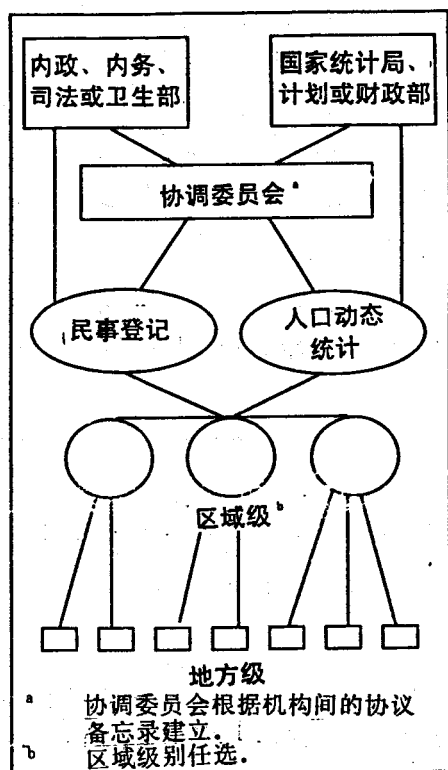 内政、内务、
司法或卫生部
国家统计局、
计划或财政部
协调委员会 a
民事登记
人口动态
统计
区域级 b
地方级
a 协调委员会根据机构间的协议
备忘录建立.
b 区域级别任选.